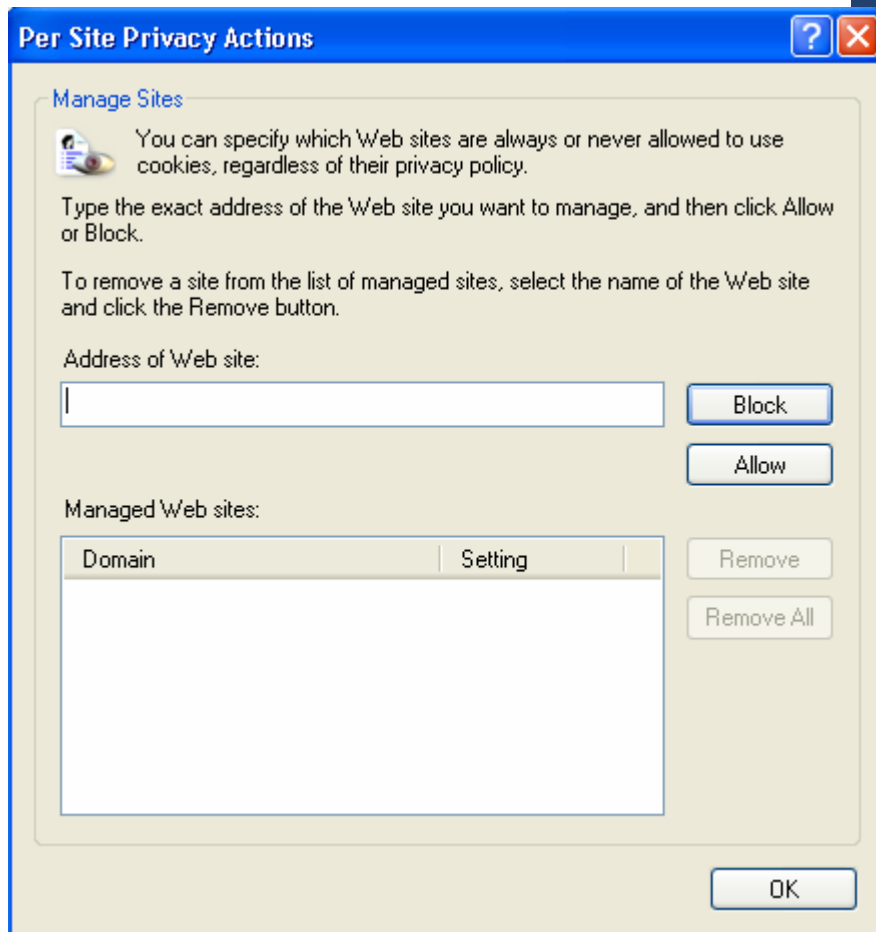 Per Site Privacy Actions
Manage Sites
You can specify which Web sites are always or never allowed to use
cookies, regardless of their privacy policy.
Type the exact address of the Web site you want to manage, and then click Allow
or Block.
To remove a site from the list of managed sites, select the name of the Web site
and click the Remove button.
Address of Web site:
Block
Allow
Managed Web sites:
Domain Setting
Remove
Remove All
OK